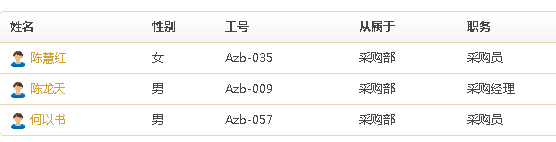 姓名 性别 工号 从属于 职务
陈慧红 女 Azb-035 采购部 采购员
陈龙天 男 Azb-009 采购部 采购经理
何以书 男 Azb-057 采购部 采购员